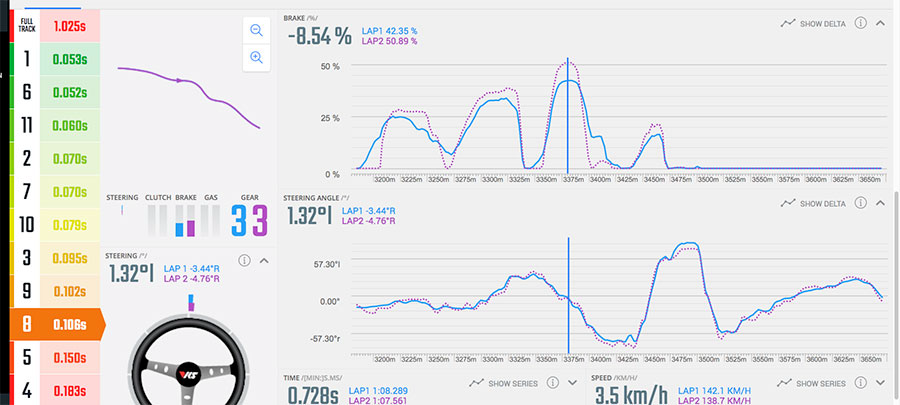 FULL TRACK 1.025s
1 0.053s
6 0.052s
11 0.060s
2 0.070s
7 0.070s
10 0.079s
3 0.095s
9 0.102s
8 0.106s
5 0.150s
4 0.183s
STEERING CLUTCH BRAKE GAS GEAR
3 3
STEERING /°/
1.32°l LAP 1 -3.44°R
LAP 2 -4.76°R
VRS
BRAKE /%/ SHOW DELTA
-8.54 % LAP1 42.35 %
LAP2 50.89 %
50 %
25 %
0 %
3200m 3225m 3250m 3275m 3300m 3325m 3350m 3375m 3400m 3425m 3450m 3475m 3500m 3525m 3550m 3575m 3600m 3625m 3650m
STEERING ANGLE /°/ SHOW DELTA
1.32°l LAP1 -3.44°R
LAP2 -4.76°R
57.30°l
0.00°
-57.30°r
3200m 3225m 3250m 3275m 3300m 3325m 3350m 3375m 3400m 3425m 3450m 3475m 3500m 3525m 3550m 3575m 3600m 3625m 3650m
TIME /[MIN]:S.MS/ SHOW SERIES
0.728s LAP1 1:08.289
LAP2 1:07.561
SPEED /KM/H/ SHOW SERIES
3.5 km/h LAP1 142.1 KM/H
LAP2 138.7 KM/H